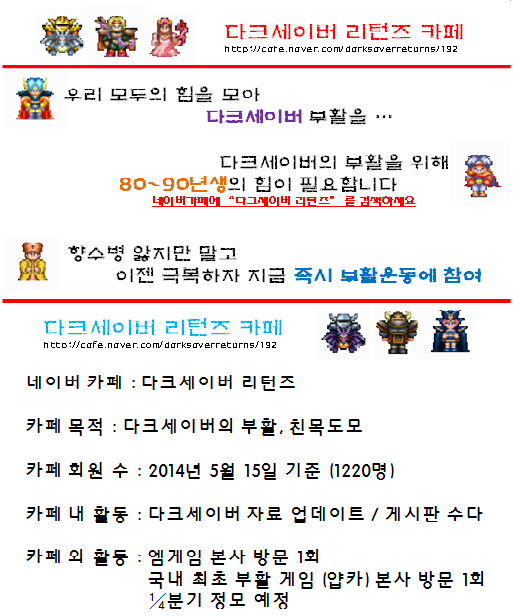 다크세이버 리턴즈 카페
http://cafe.naver.com/darksaverreturns/192
우리 모두의 힘을 모아
다크세이버 부활을 ...
다크세이버의 부활을 위해
80~90년생의 힘이 필요합니다
네이버카페에 "다크세이버 리턴즈" 를 검색하세요
향수병 앓지만 말고
이젠 극복하자 지금 즉시 부활운동에 참여
다크세이버 리턴즈 카페
http://cafe.naver.com/darksaverreturns/192
네이버 카페 : 다크세이버 리턴즈
카페 목적 : 다크세이버의 부활, 친목도모
카페 회원 수 : 2014년 5월 15일 기준 (1220명)
카페 내 활동 : 다크세이버 자료 업데이트 / 게시판 수다
카페 외 활동 : 엠게임 본사 방문 1회
국내 최초 부활 게임 (얍카) 본사 방문 1회
¼분기 정모 예정